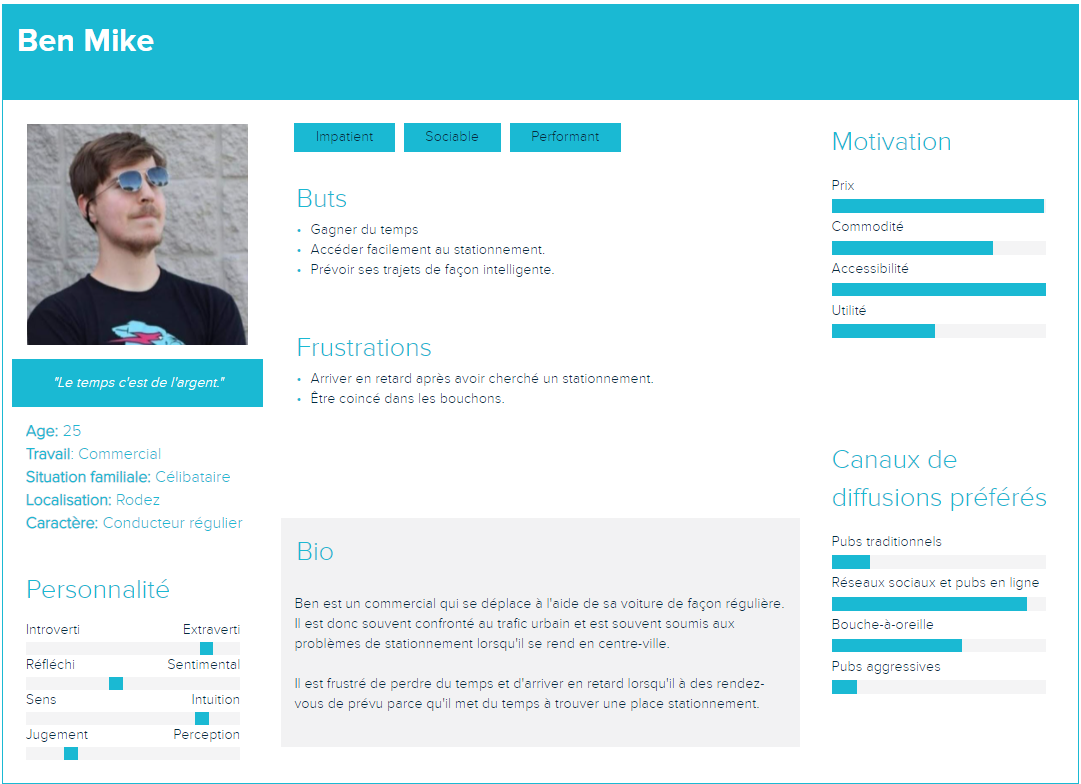 Ben Mike
"Le temps c'est de l'argent."
Age: 25
Travail: Commercial
Situation familiale: Célibataire
Localisation: Rodez
Caractère: Conducteur régulier
Personnalité
Introverti Extraverti
Réfléchi Sentimental
Sens Intuition
Jugement Perception
Impatient Sociable Performant
Buts
• Gagner du temps
• Accéder facilement au stationnement.
• Prévoir ses trajets de façon intelligente.
Frustrations
• Arriver en retard après avoir cherché un stationnement.
• Être coincé dans les bouchons.
Bio
Ben est un commercial qui se déplace à l'aide de sa voiture de façon régulière.
Il est donc souvent confronté au trafic urbain et est souvent soumis aux
problèmes de stationnement lorsqu'il se rend en centre-ville.
Il est frustré de perdre du temps et d'arriver en retard lorsqu'il à des rendez-
vous de prévu parce qu'il met du temps à trouver une place stationnement.
Motivation
Prix
Commodité
Accessibilité
Utilité
Canaux de
diffusions préférés
Pubs traditionnels
Réseaux sociaux et pubs en ligne
Bouche-à-oreille
Pubs aggressives